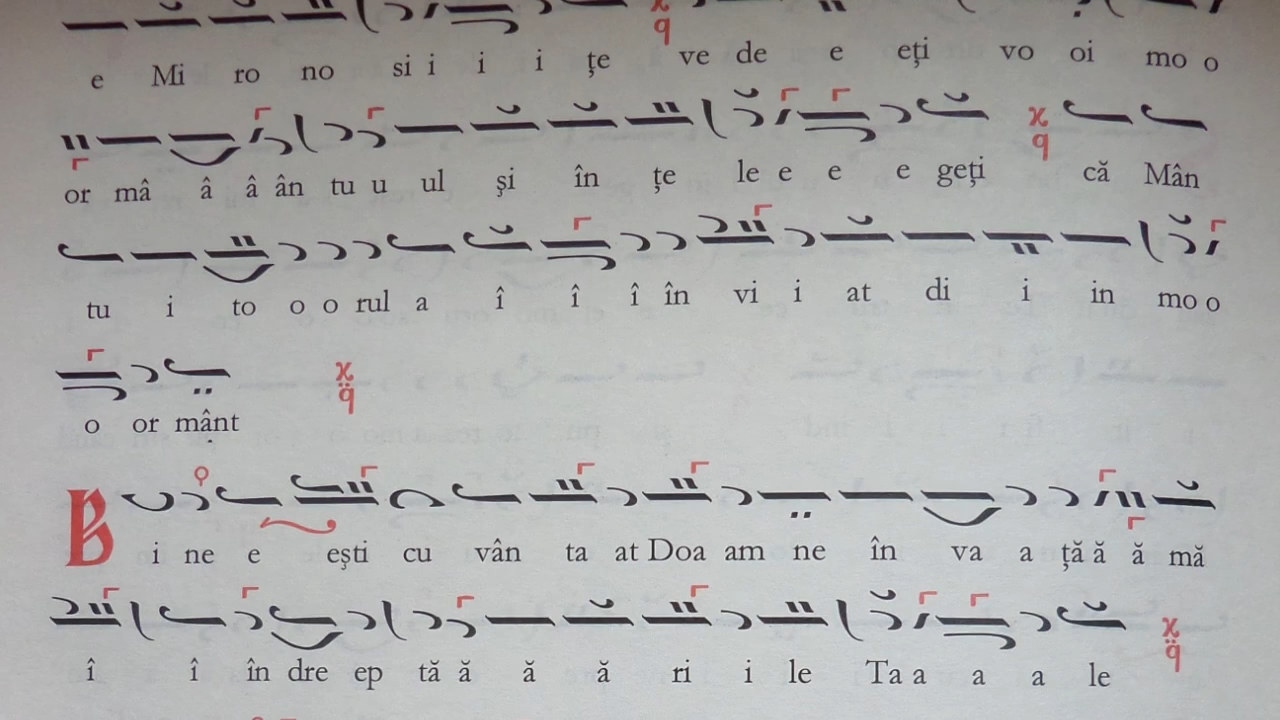 e Mi ro no si i i i țe ve de e eți vo oi mo o
or mâ â â ân tu u ul și în țe le e e e geți că Mân
tu i to o o rul a î î î în vi i at di i in mo o
o or mânt
B i ne e ești cu vân ta at Doa am ne în va a ță ă ă mă
î î în dre ep tă ă ă ă ri i le Ta a a a le